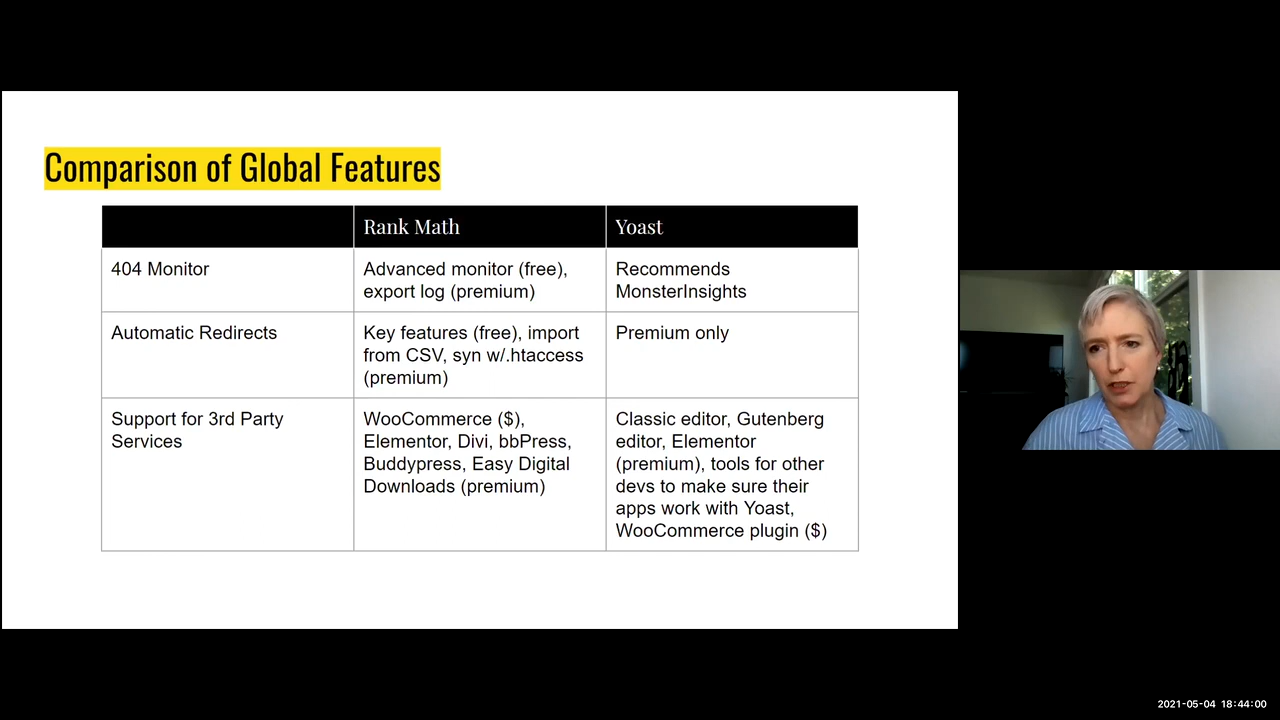 Comparison of Global Features
Rank Math
Yoast
404 Monitor
Advanced monitor (free),
export log (premium)
Recommends
MonsterInsights
Automatic Redirects
Key features (free), import
from CSV, syn w/.htaccess
(premium)
Premium only
Support for 3rd Party
Services
WooCommerce ($),
Elementor, Divi, bbPress,
Buddypress, Easy Digital
Downloads (premium)
Classic editor, Gutenberg
editor, Elementor
(premium), tools for other
devs to make sure their
apps work with Yoast,
WooCommerce plugin ($)
2021-05-04 18:44:00